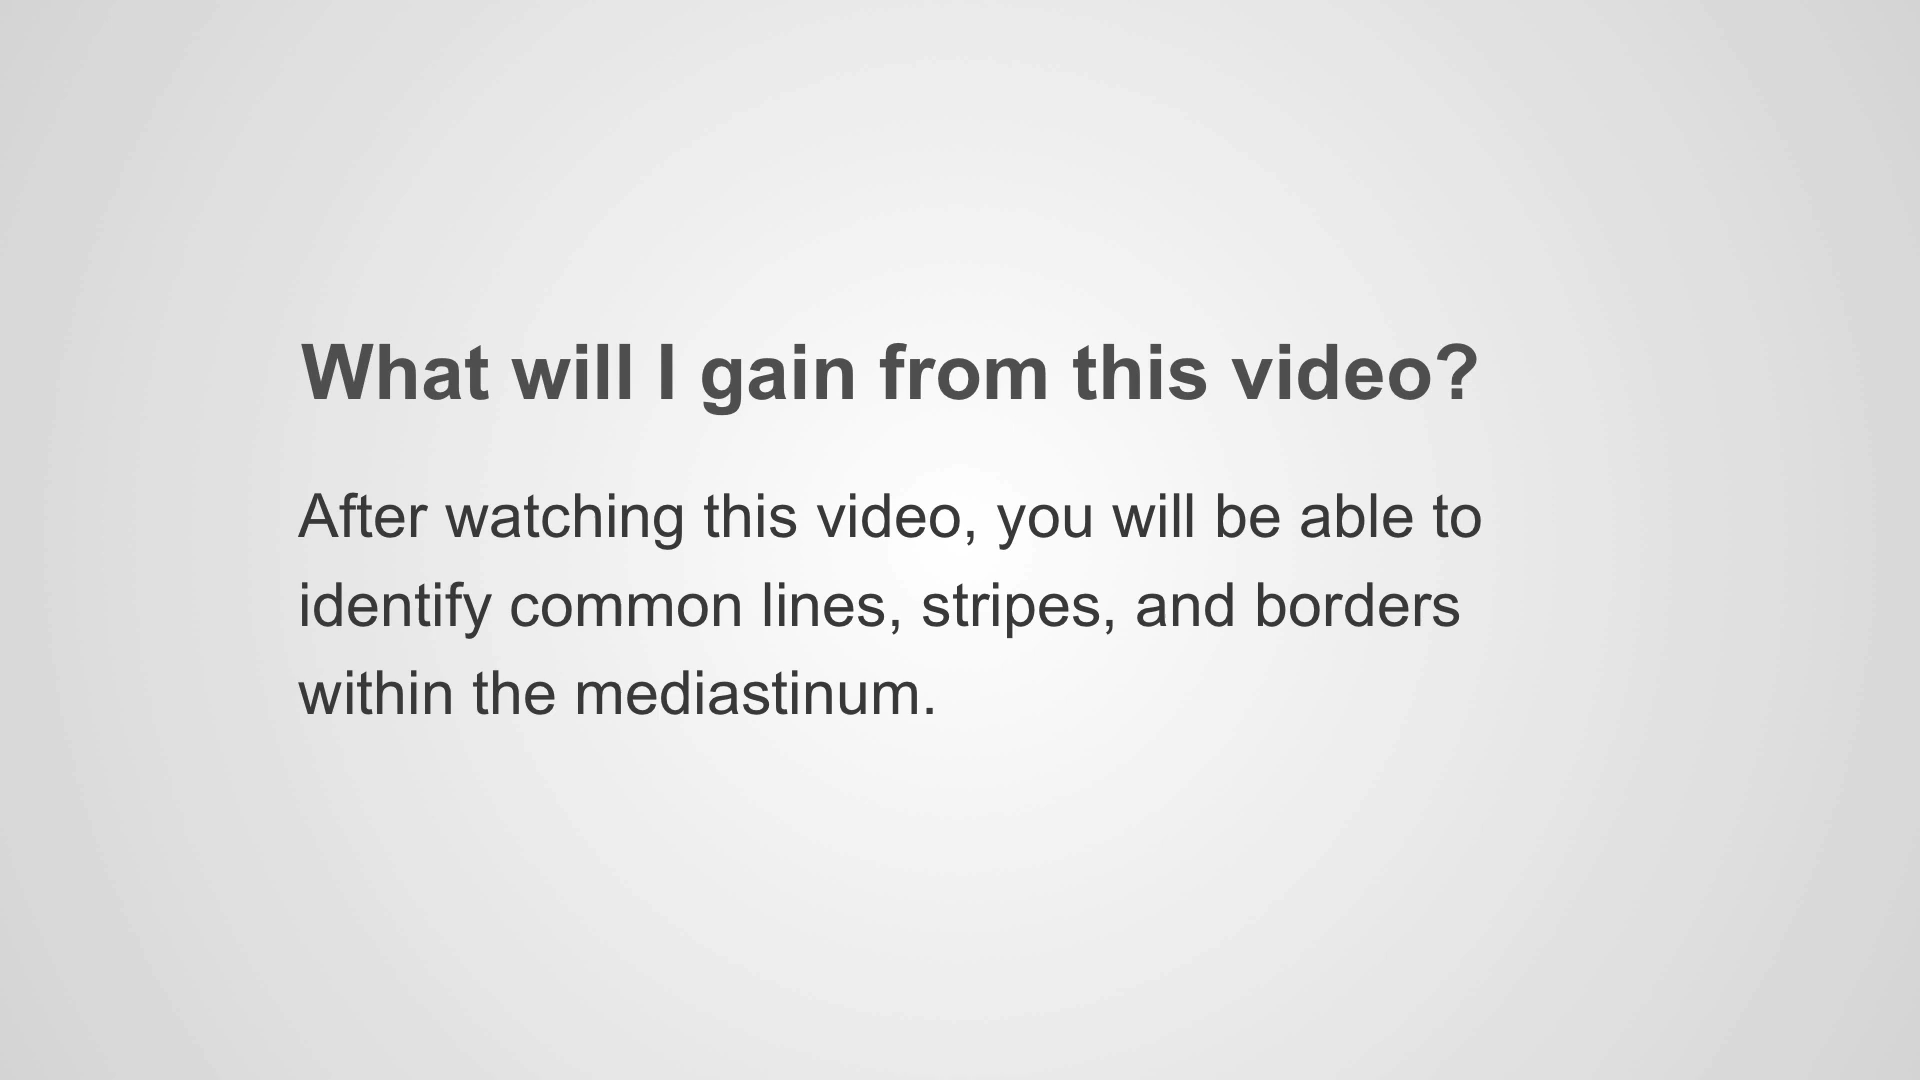 What will I gain from this video?
After watching this video, you will be able to
identify common lines, stripes, and borders
within the mediastinum.